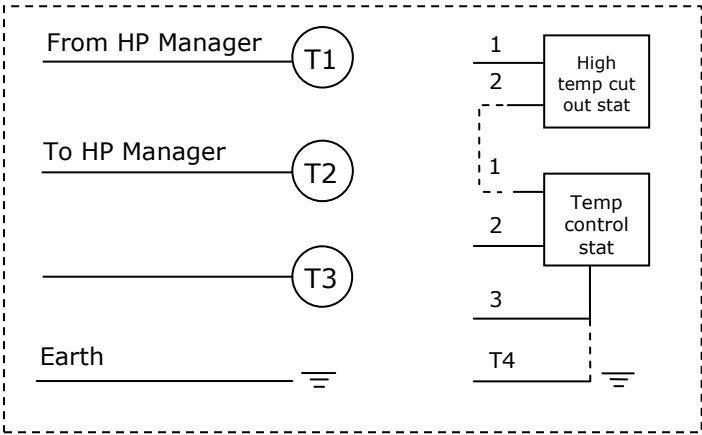 From HP Manager
T1
To HP Manager
T2
T3
Earth
1
2
High
temp cut
out stat
1
2
Temp
control
stat
3
T4